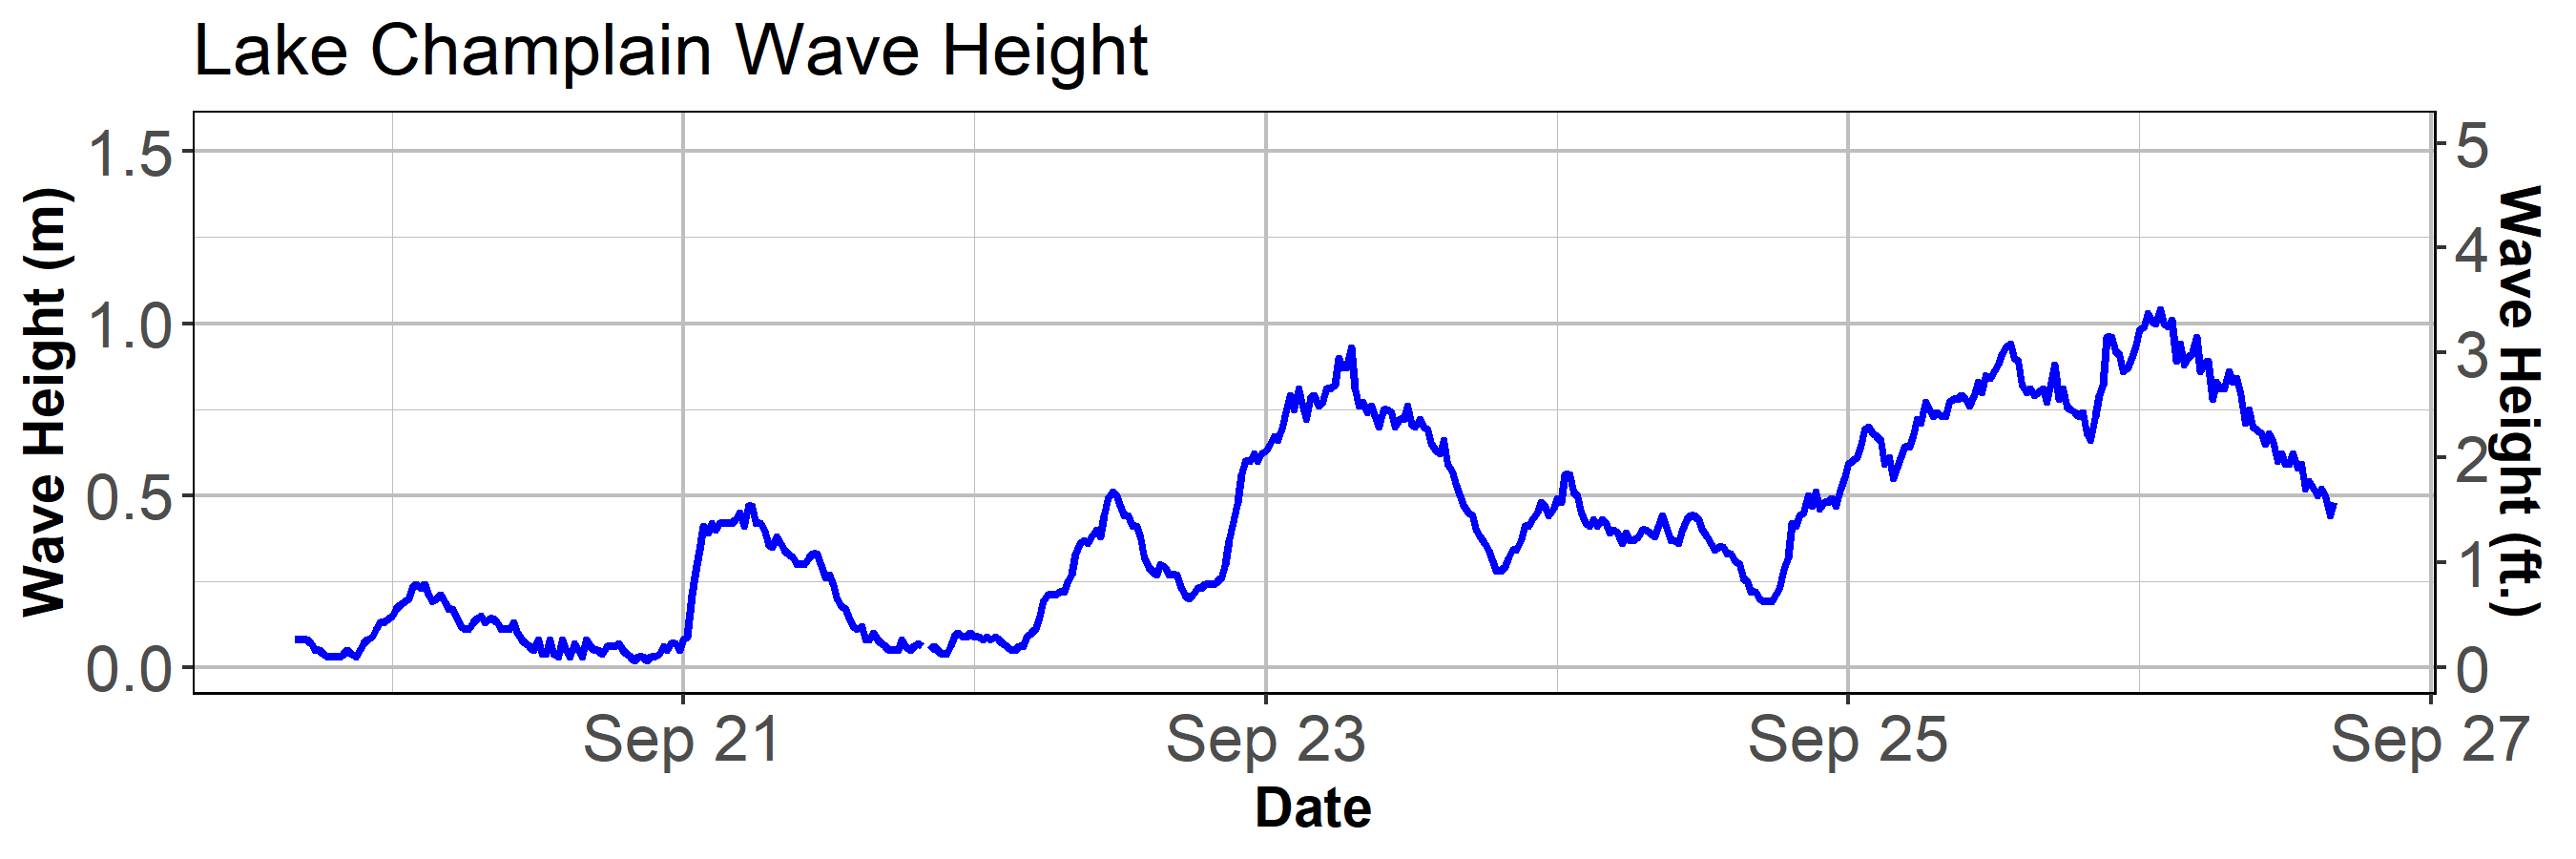 Lake Champlain Wave Height
Wave Height (m)
1.5
1.0
0.5
0.0
5
4
3
2
1
0
Wave Height (ft.)
Sep 21
Sep 23
Sep 25
Sep 27
Date